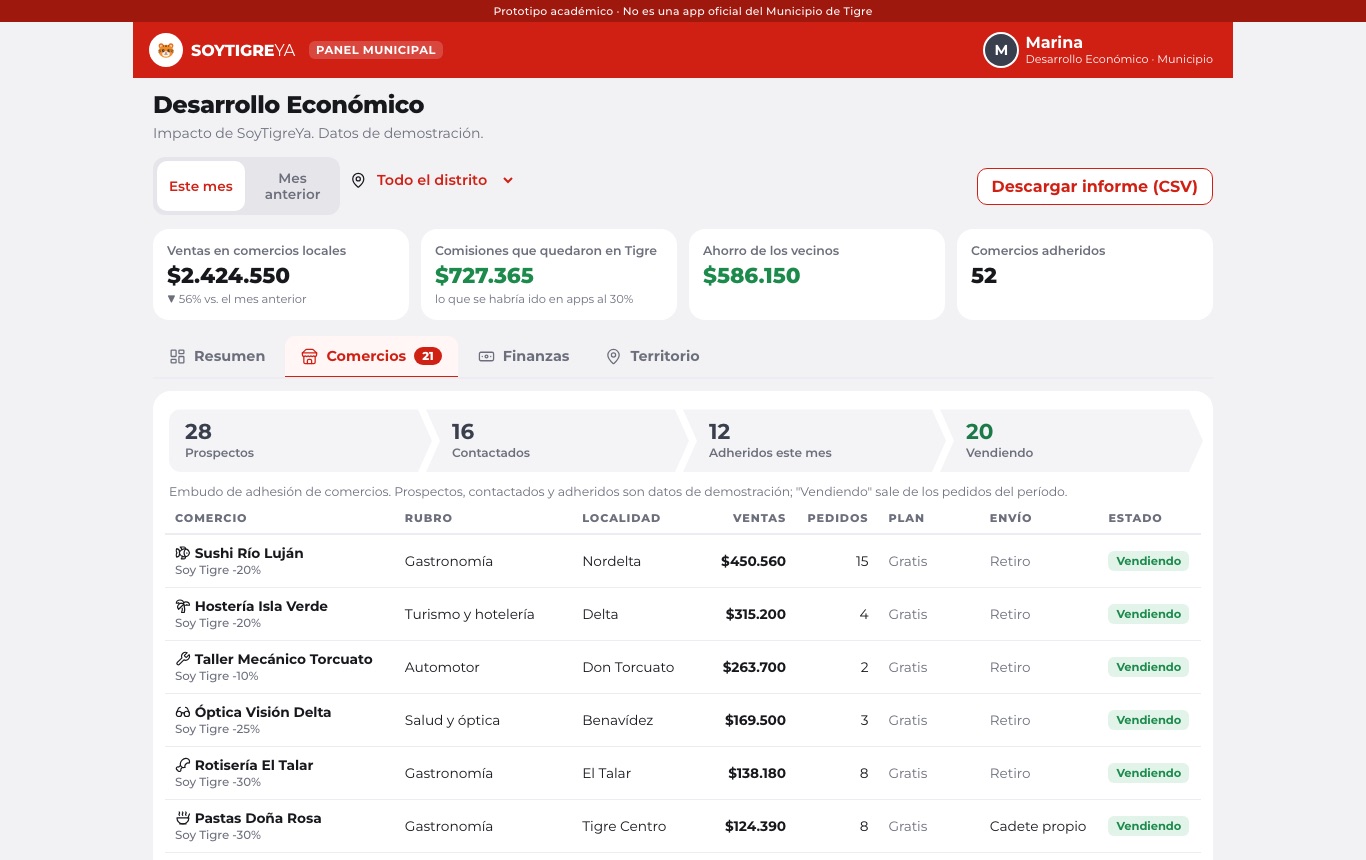 Prototipo académico · No es una app oficial del Municipio de Tigre
SOYTIGREYA PANEL MUNICIPAL
M
Marina
Desarrollo Económico · Municipio
Desarrollo Económico
Impacto de SoyTigreYa. Datos de demostración.
Este mes
Mes anterior
Todo el distrito
Descargar informe (CSV)
Ventas en comercios locales
$2.424.550
▼ 56% vs. el mes anterior
Comisiones que quedaron en Tigre
$727.365
lo que se habría ido en apps al 30%
Ahorro de los vecinos
$586.150
Comercios adheridos
52
Resumen
Comercios 21
Finanzas
Territorio
28
Prospectos
16
Contactados
12
Adheridos este mes
20
Vendiendo
Embudo de adhesión de comercios. Prospectos, contactados y adheridos son datos de demostración; "Vendiendo" sale de los pedidos del período.
COMERCIO RUBRO LOCALIDAD VENTAS PEDIDOS PLAN ENVÍO ESTADO
Sushi Río Luján Gastronomía Nordelta $450.560 15 Gratis Retiro Vendiendo
Soy Tigre -20%
Hostería Isla Verde Turismo y hotelería Delta $315.200 4 Gratis Retiro Vendiendo
Soy Tigre -20%
Taller Mecánico Torcuato Automotor Don Torcuato $263.700 2 Gratis Retiro Vendiendo
Soy Tigre -10%
Óptica Visión Delta Salud y óptica Benavídez $169.500 3 Gratis Retiro Vendiendo
Soy Tigre -25%
Rotisería El Talar Gastronomía El Talar $138.180 8 Gratis Retiro Vendiendo
Soy Tigre -30%
Pastas Doña Rosa Gastronomía Tigre Centro $124.390 8 Gratis Cadete propio Vendiendo
Soy Tigre -30%